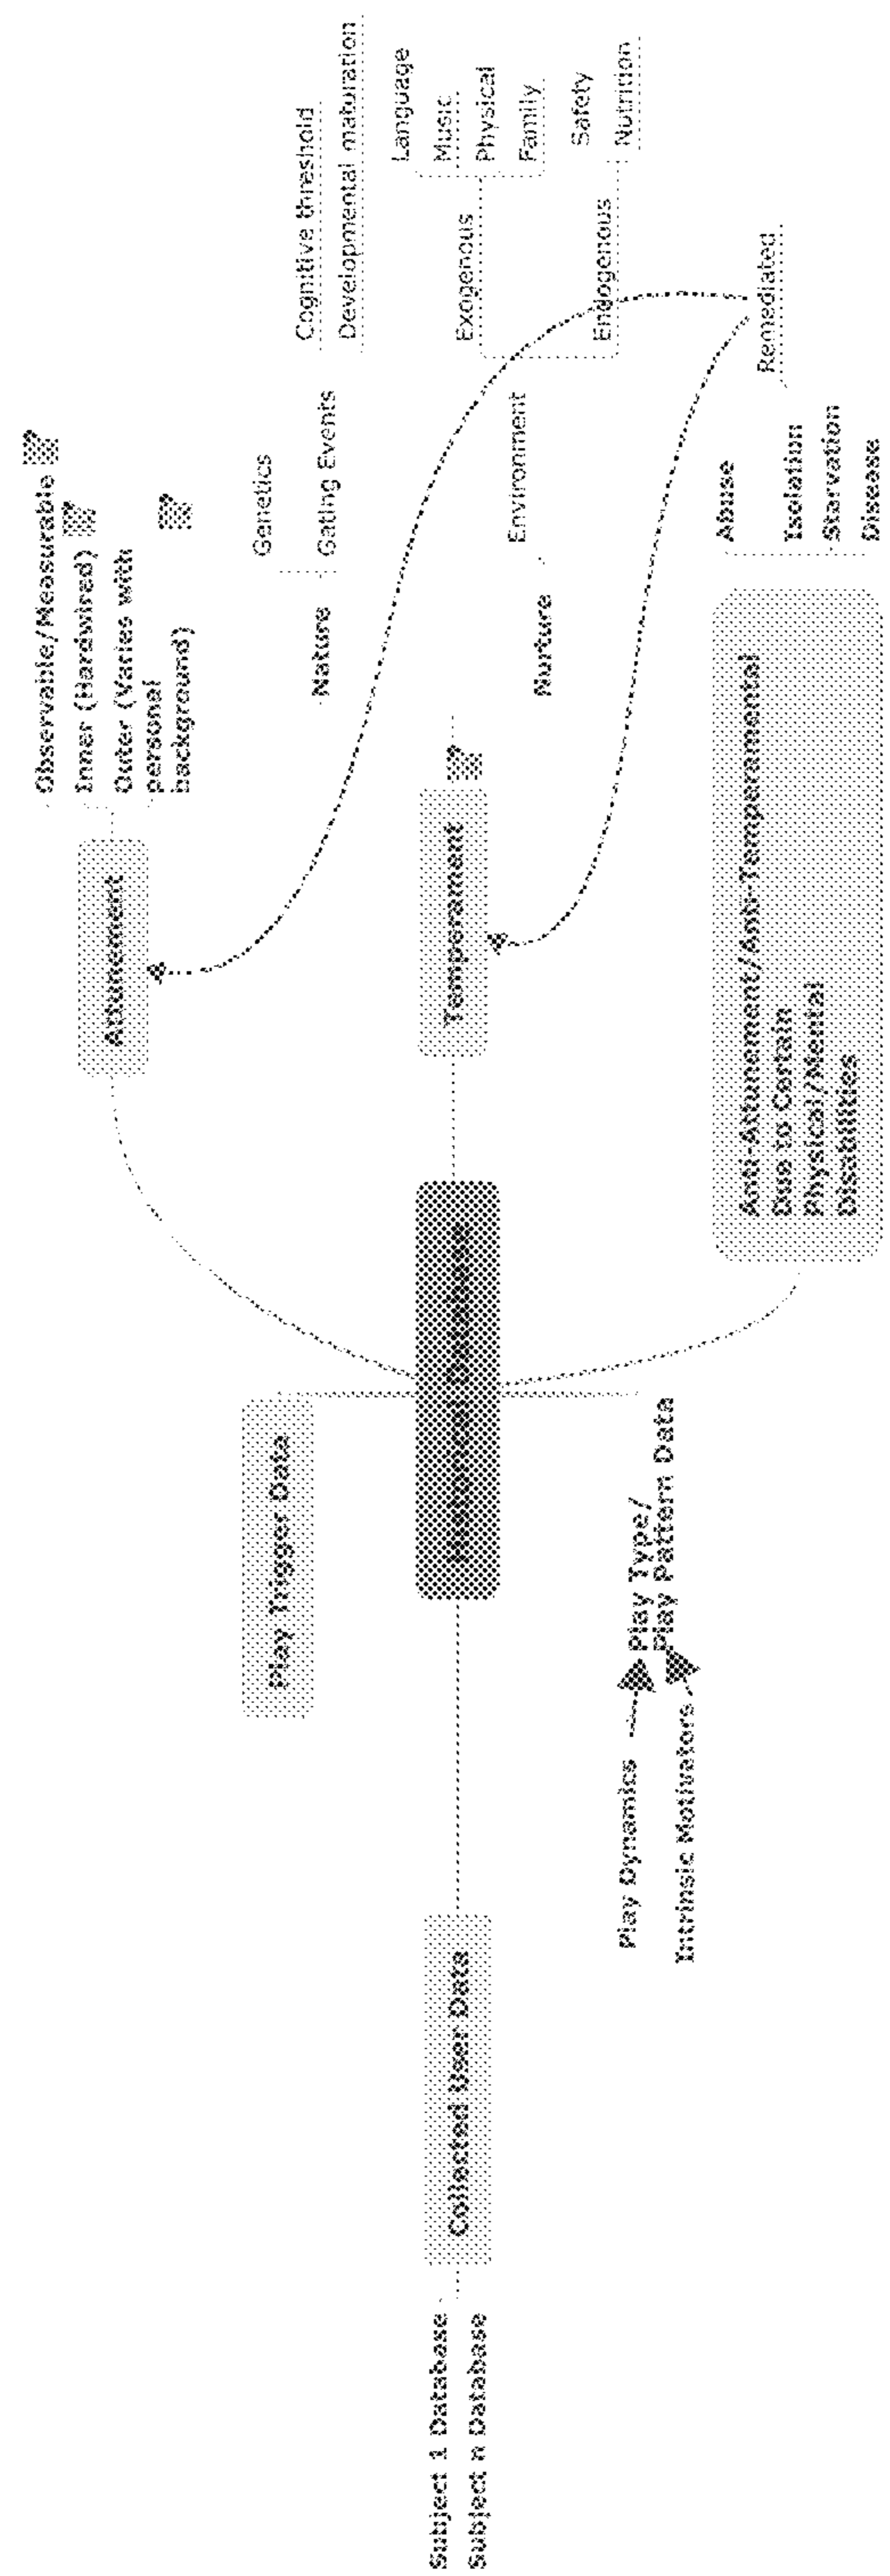 Subject 1 Database
Subject n Database
Collected User Data
Play Trigger Data
Historical Database
Play Dynamics
Intrinsic Motivators
Play Type/
Play Pattern Data
Attunement
Observable/Measurable
Inner (Hardwired)
Outer (Varies with
personal
background)
Temperament
Nature
Genetics
Gating Events
Cognitive threshold
Developmental maturation
Nurture
Environment
Exogenous
Language
Music
Physical
Family
Endogenous
Safety
Nutrition
Anti-Attunement/Anti-Temperamental
Due to Certain
Physical/Mental
Disabilities
Abuse
Isolation
Starvation
Disease
Remediated